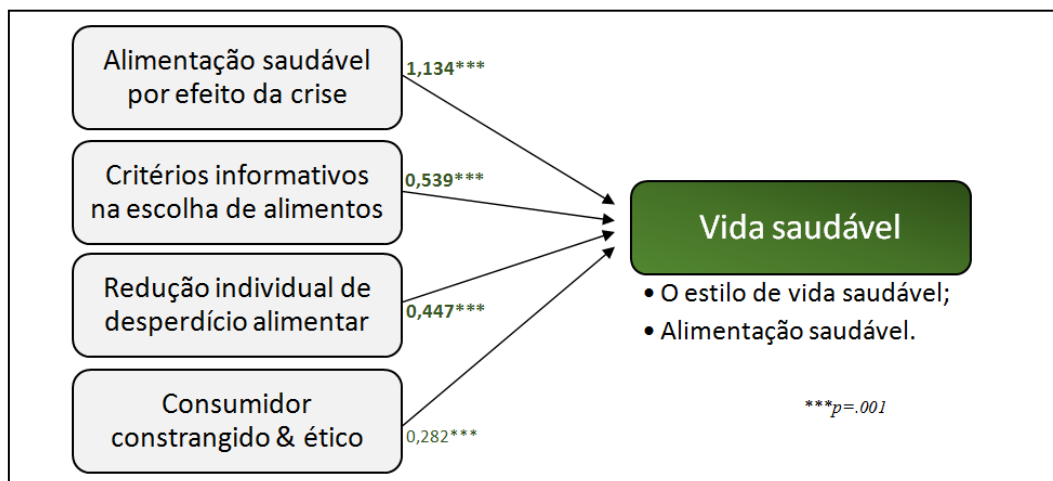 Alimentação saudável
por efeito da crise
1,134***
Critérios informativos
na escolha de alimentos
0,539***
Redução individual de
desperdício alimentar
0,447***
Consumidor
constrangido & ético
0,282***
Vida saudável
• O estilo de vida saudável;
• Alimentação saudável.
***p=.001